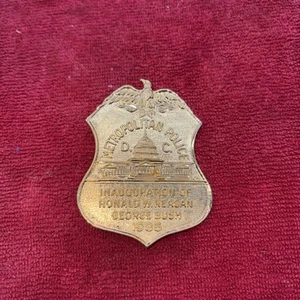 METROPOLITAN POLICE
D. C.
INAUGURATION OF
RONALD W. REAGAN
GEORGE BUSH
1985